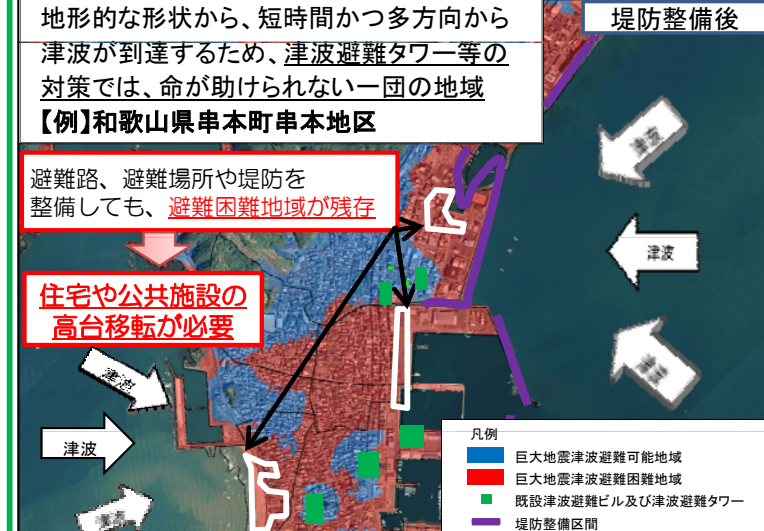 地形的な形状から、短時間かつ多方向から
津波が到達するため、津波避難タワー等の
対策では、命が助けられない一団の地域
【例】和歌山県串本町串本地区
堤防整備後
避難路、避難場所や堤防を
整備しても、避難困難地域が残存
住宅や公共施設の
高台移転が必要
津波
津波
津波
津波
津波
津波
凡例
巨大地震津波避難可能地域
巨大地震津波避難困難地域
既設津波避難ビル及び津波避難タワー
堤防整備区間